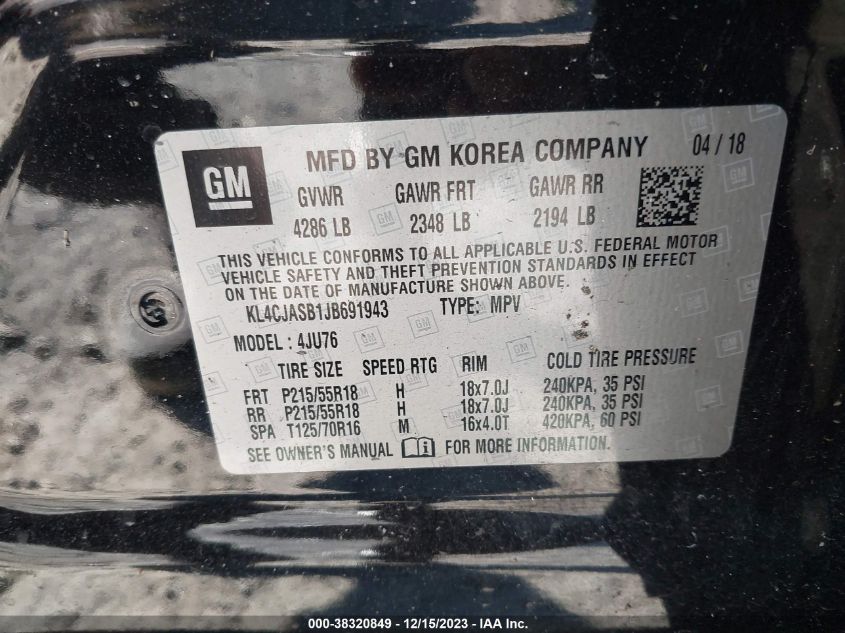 GM
MFD BY GM KOREA COMPANY 04 / 18
GVWR GAWR FRT GAWR RR
4286 LB 2348 LB 2194 LB
THIS VEHICLE CONFORMS TO ALL APPLICABLE U.S. FEDERAL MOTOR
VEHICLE SAFETY AND THEFT PREVENTION STANDARDS IN EFFECT
ON THE DATE OF MANUFACTURE SHOWN ABOVE.
KL4CJASB1JB691943 TYPE: MPV
MODEL : 4JU76
TIRE SIZE SPEED RTG RIM COLD TIRE PRESSURE
FRT P215/55R18 H 18x7.0J 240KPA, 35 PSI
RR P215/55R18 H 18x7.0J 240KPA, 35 PSI
SPA T125/70R16 M 16x4.0T 420KPA, 60 PSI
SEE OWNER'S MANUAL FOR MORE INFORMATION.
000-38320849 - 12/15/2023 - IAA Inc.